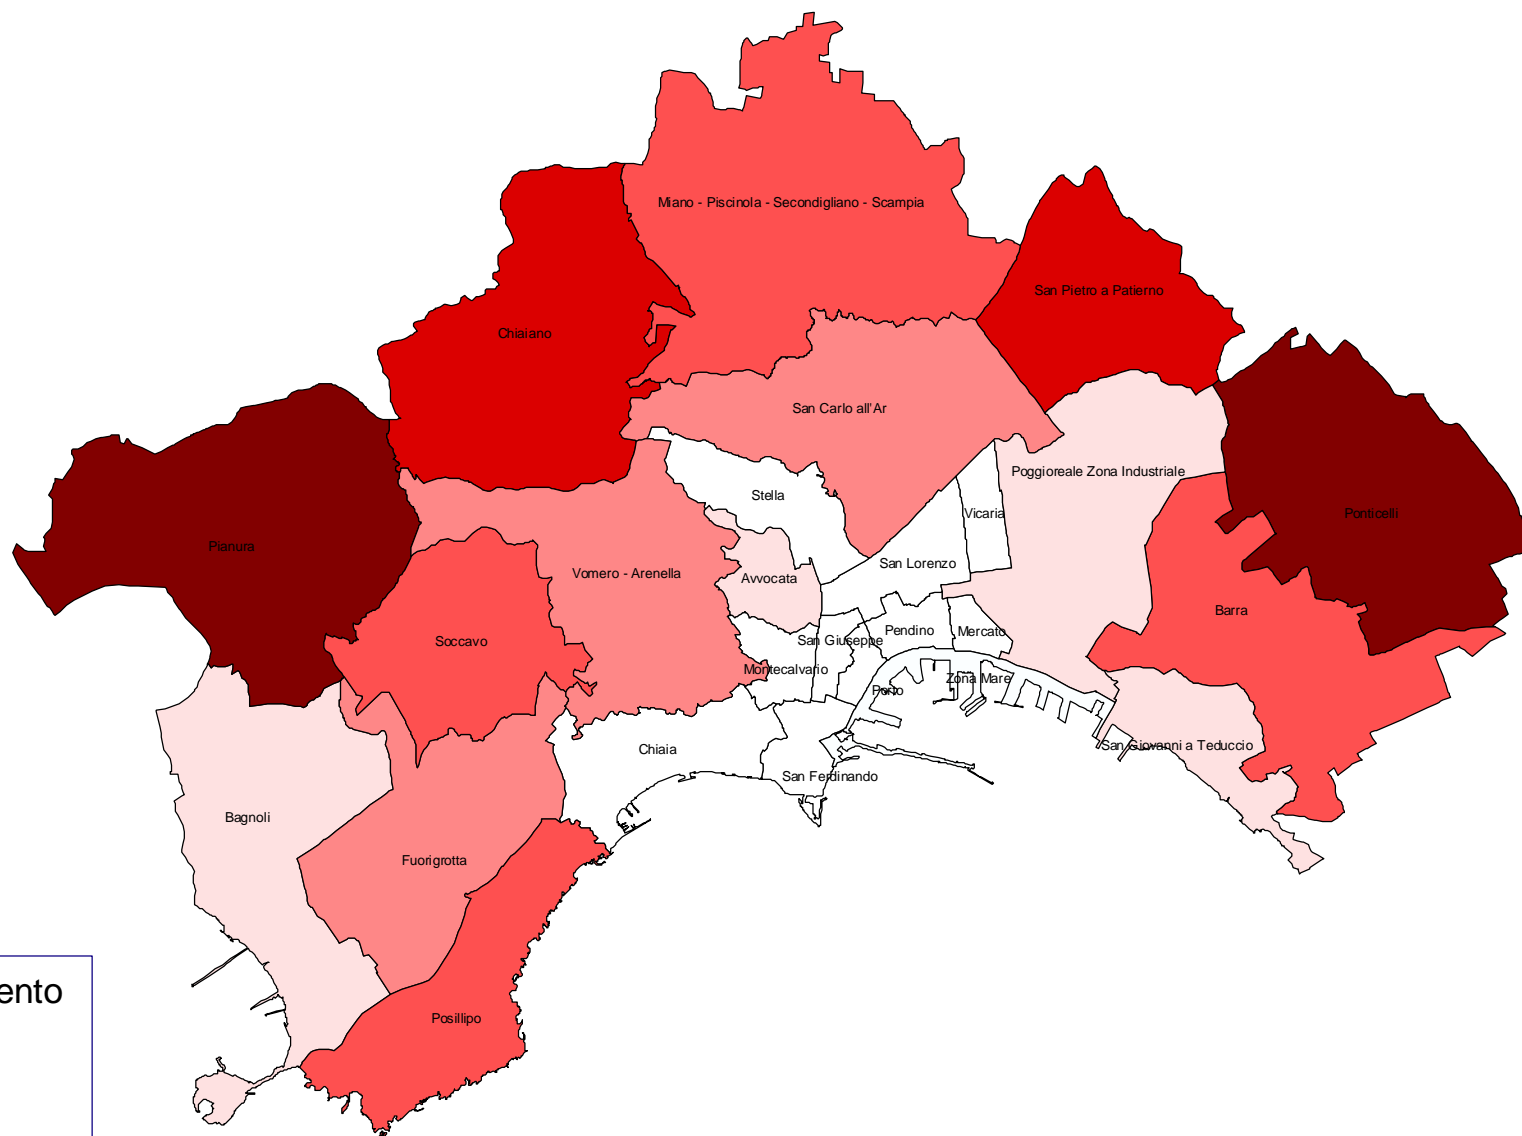 Miano - Piscinola - Secondigliano - Scampia
San Pietro a Patierno
Chiaiano
San Carlo all'Ar
Poggioreale Zona Industriale
Stella
Vicaria
Ponticelli
Pianura
San Lorenzo
Vomero - Arenella
Avvocata
Barra
Soccavo
San Giuseppe
Pendino
Mercato
Montecalvario
Porto
Zona Mare
Chiaia
San Giovanni a Teduccio
San Ferdinando
Bagnoli
Fuorigrotta
Posillipo
ento